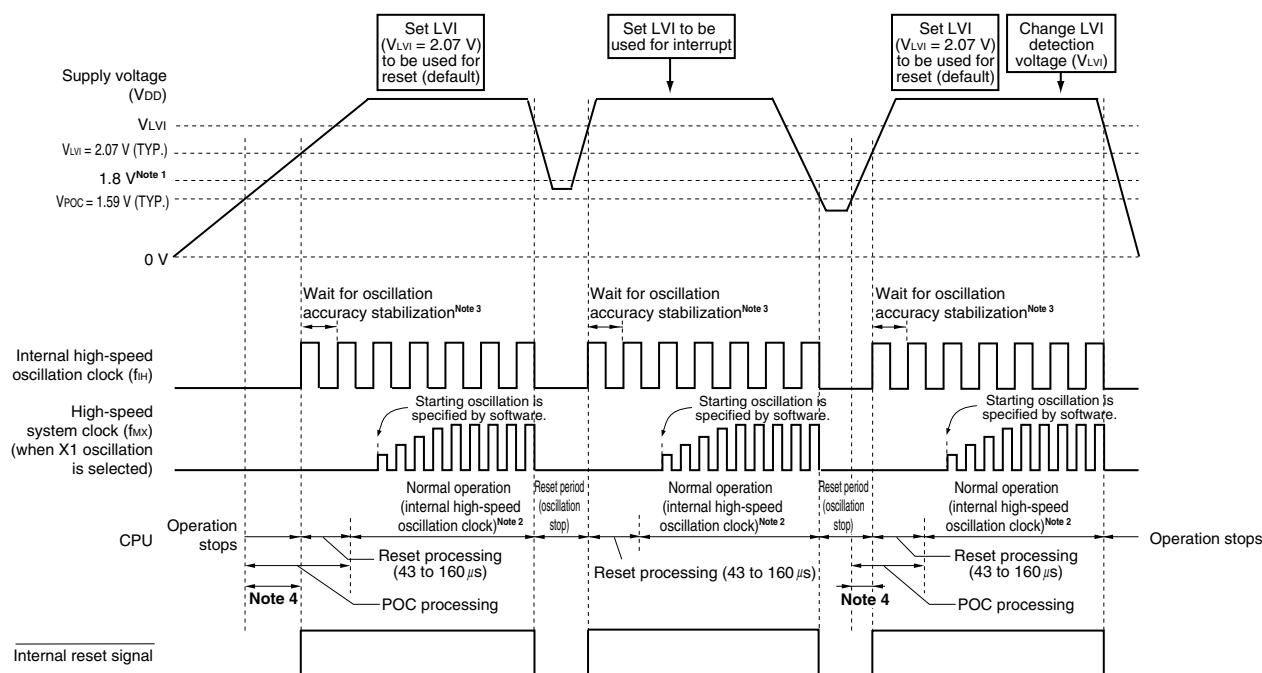 Set LVI
(VLVI = 2.07 V)
to be used for
reset (default)
Set LVI to be
used for interrupt
Set LVI
(VLVI = 2.07 V)
to be used for
reset (default)
Change LVI
detection
voltage (VLVI)
Supply voltage
(VDD)
VLVI
VLVI = 2.07 V (TYP.)
1.8 VNote 1
VPOC = 1.59 V (TYP.)
0 V
Wait for oscillation
accuracy stabilizationNote 3
Wait for oscillation
accuracy stabilizationNote 3
Wait for oscillation
accuracy stabilizationNote 3
Internal high-speed
oscillation clock (fIH)
Starting oscillation is
specified by software.
Starting oscillation is
specified by software.
Starting oscillation is
specified by software.
High-speed
system clock (fMX)
(when X1 oscillation
is selected)
Normal operation
(internal high-speed
oscillation clock)Note 2
Reset period
(oscillation
stop)
Normal operation
(internal high-speed
oscillation clock)Note 2
Reset period
(oscillation
stop)
Normal operation
(internal high-speed
oscillation clock)Note 2
CPU
Operation
stops
Operation stops
Reset processing
(43 to 160 μs)
Reset processing (43 to 160 μs)
Reset processing
(43 to 160 μs)
Note 4
POC processing
Note 4
POC processing
Internal reset signal